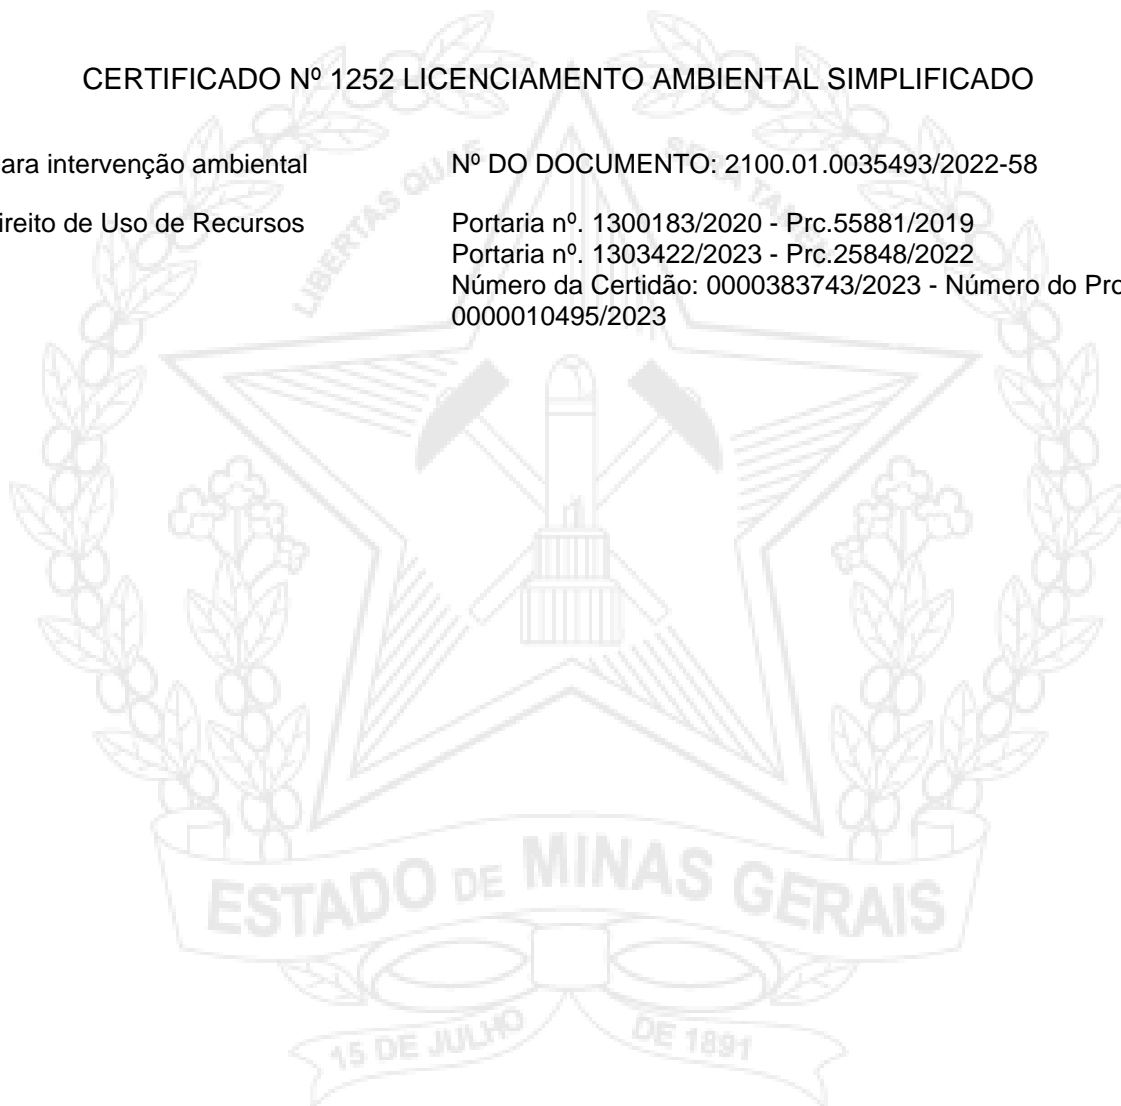 CERTIFICADO Nº 1252 LICENCIAMENTO AMBIENTAL SIMPLIFICADO
para intervenção ambiental Nº DO DOCUMENTO: 2100.01.0035493/2022-58
ireito de Uso de Recursos Portaria nº. 1300183/2020 - Prc.55881/2019
Portaria nº. 1303422/2023 - Prc.25848/2022
Número da Certidão: 0000383743/2023 - Número do Pro
0000010495/2023
LIBERTAS QUÆ SERA TAMEN
ESTADO DE MINAS GERAIS
15 DE JULHO DE 1891